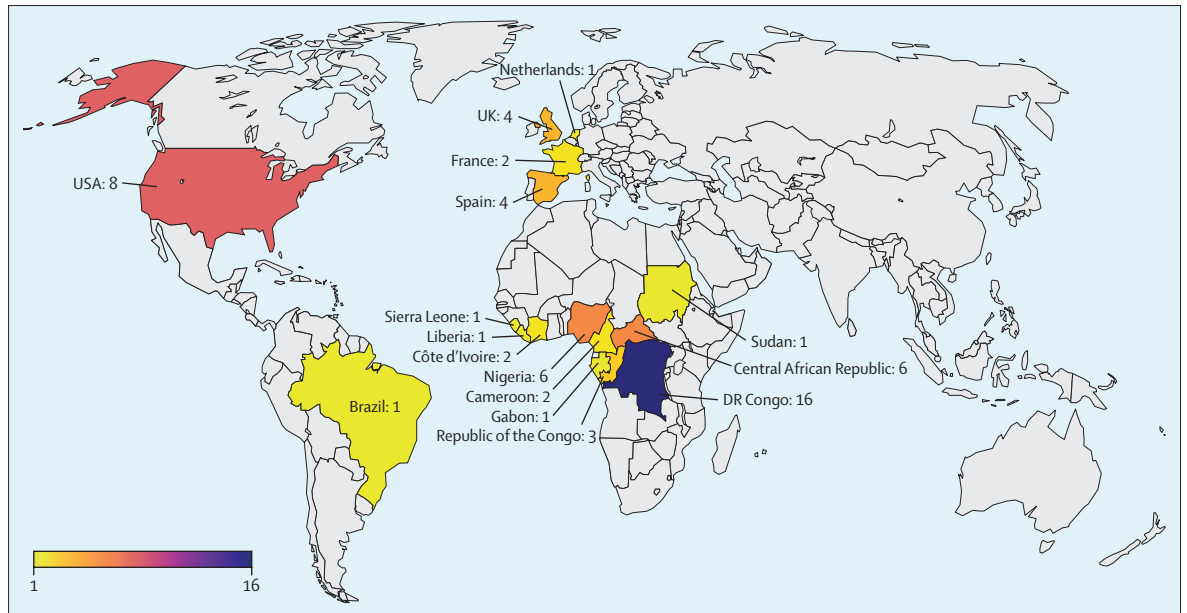 Netherlands: 1
UK: 4
France: 2
USA: 8
Spain: 4
Sierra Leone: 1
Liberia: 1
Côte d’Ivoire: 2
Nigeria: 6
Cameroon: 2
Gabon: 1
Republic of the Congo: 3
Sudan: 1
Central African Republic: 6
DR Congo: 16
Brazil: 1
1
16